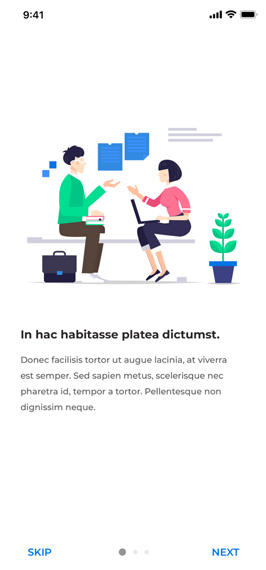 9:41
In hac habitasse platea dictumst.
Donec facilisis tortor ut augue lacinia, at viverra
est semper. Sed sapien metus, scelerisque nec
pharetra id, tempor a tortor. Pellentesque non
dignissim neque.
SKIP
NEXT